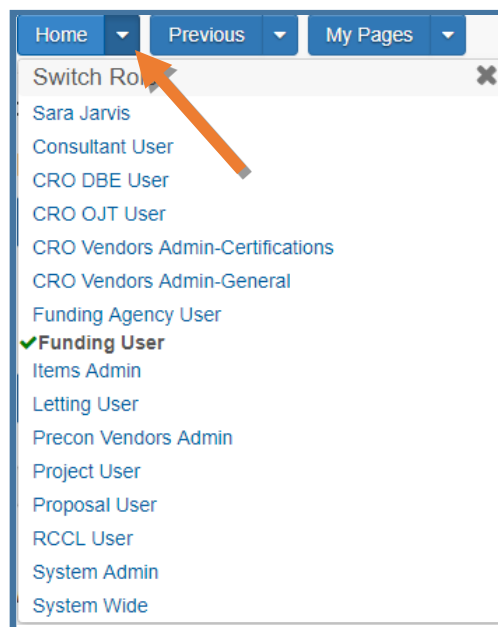 Home Previous My Pages
Switch Role
Sara Jarvis
Consultant User
CRO DBE User
CRO OJT User
CRO Vendors Admin-Certifications
CRO Vendors Admin-General
Funding Agency User
Funding User
Items Admin
Letting User
Precon Vendors Admin
Project User
Proposal User
RCCL User
System Admin
System Wide